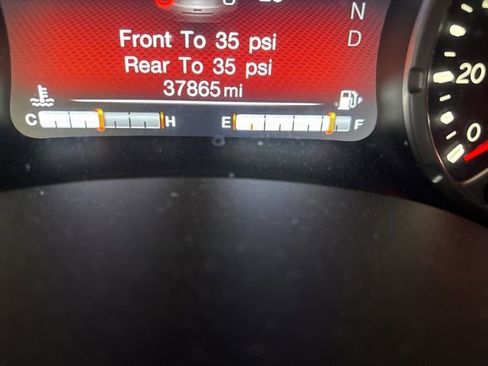 N
D
Front To 35 psi
Rear To 35 psi
37865 mi
C H E F
20
0